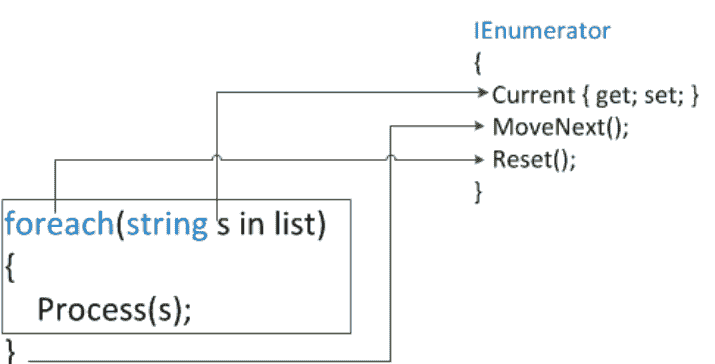 IEnumerator
{
Current { get; set; }
MoveNext();
Reset();
}
foreach(string s in list)
{
Process(s);
}